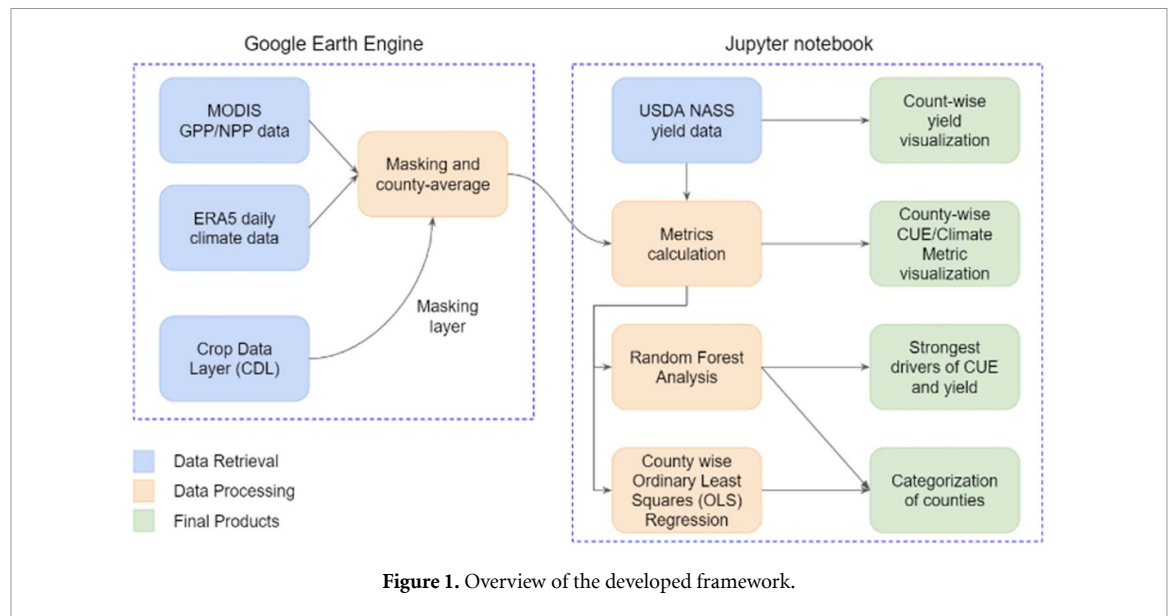 Google Earth Engine
Jupyter notebook
MODIS
GPP/NPP data
ERA5 daily
climate data
Crop Data
Layer (CDL)
Masking and
county-average
Masking
layer
USDA NASS
yield data
Count-wise
yield
visualization
Metrics
calculation
County-wise
CUE/Climate
Metric
visualization
Random Forest
Analysis
Strongest
drivers of CUE
and yield
County wise
Ordinary Least
Squares (OLS)
Regression
Categorization
of counties
Data Retrieval
Data Processing
Final Products
Figure 1. Overview of the developed framework.